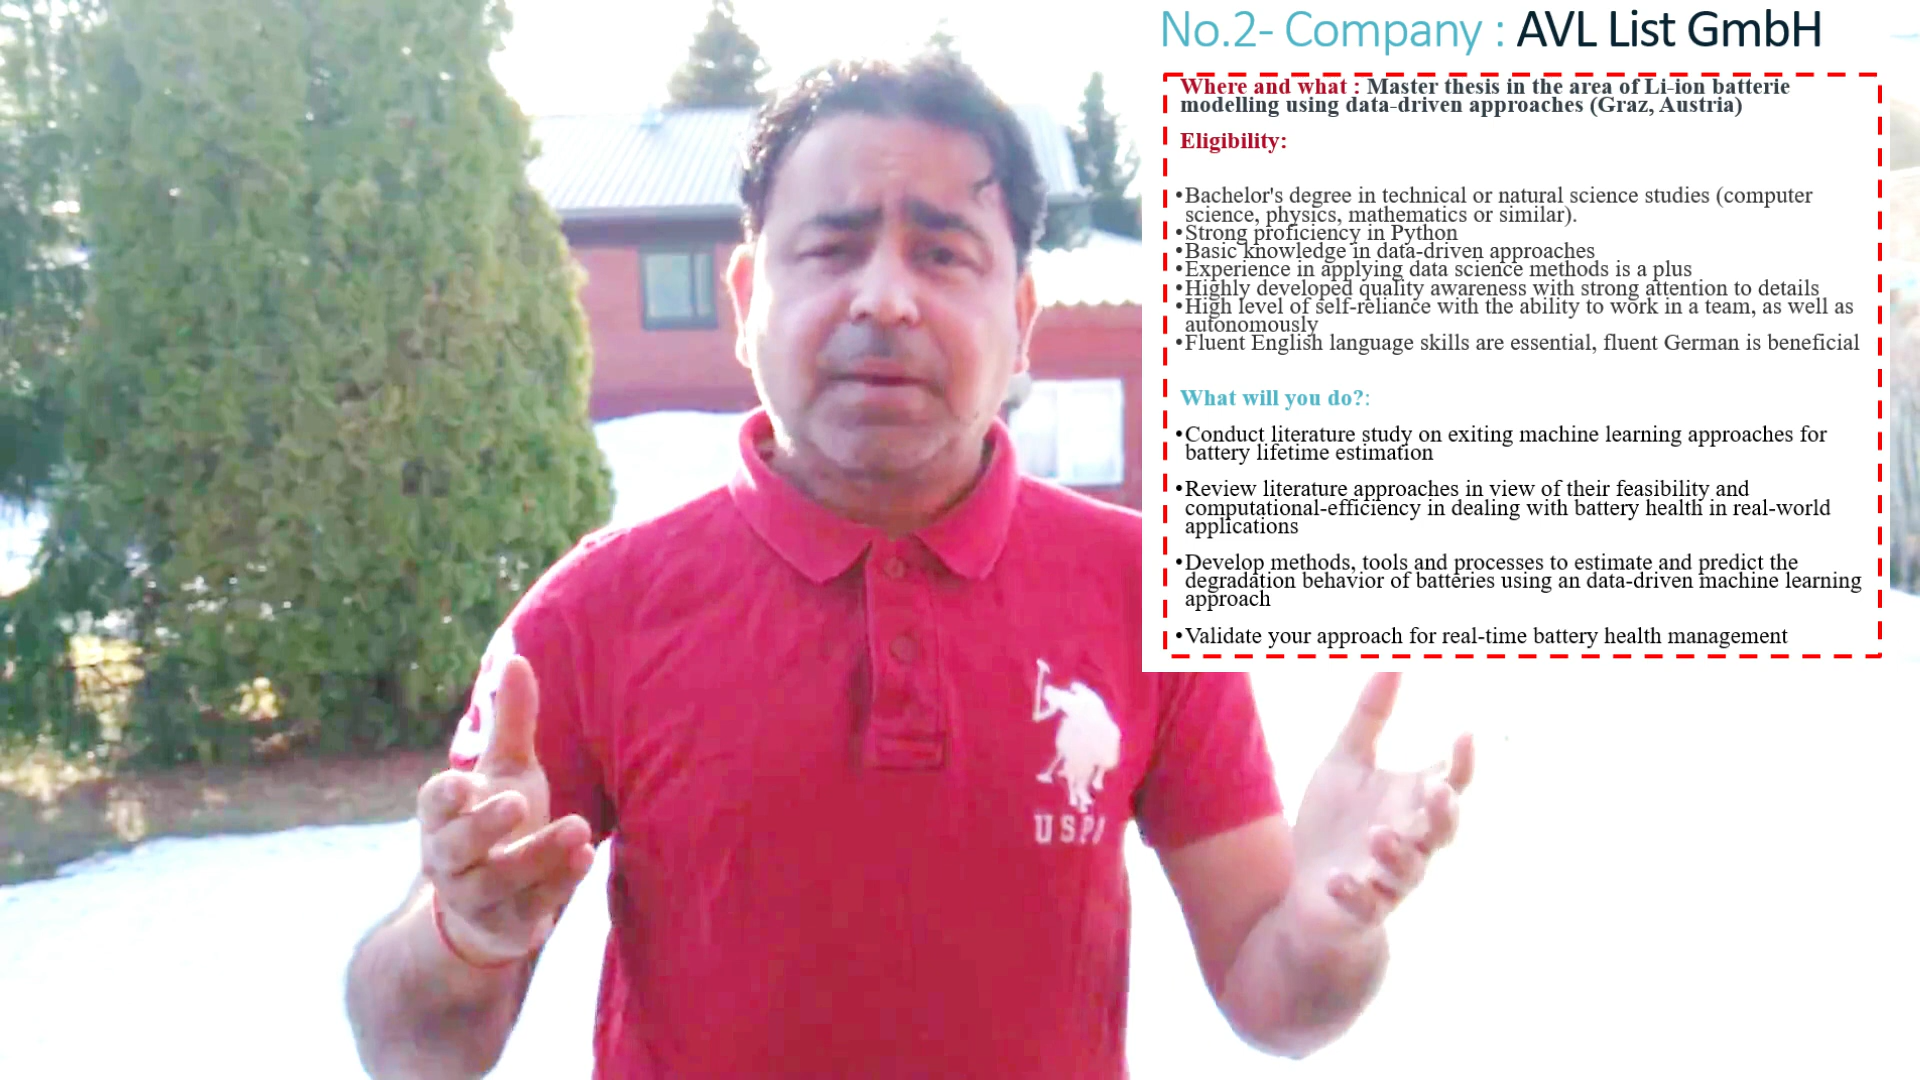 No.2- Company : AVL List GmbH
Where and what : Master thesis in the area of Li-ion batterie
modelling using data-driven approaches (Graz, Austria)
Eligibility:
•Bachelor's degree in technical or natural science studies (computer
science, physics, mathematics or similar).
•Strong proficiency in Python
•Basic knowledge in data-driven approaches
•Experience in applying data science methods is a plus
•Highly developed quality awareness with strong attention to details
•High level of self-reliance with the ability to work in a team, as well as
autonomously
•Fluent English language skills are essential, fluent German is beneficial
What will you do?:
•Conduct literature study on exiting machine learning approaches for
battery lifetime estimation
•Review literature approaches in view of their feasibility and
computational-efficiency in dealing with battery health in real-world
applications
•Develop methods, tools and processes to estimate and predict the
degradation behavior of batteries using an data-driven machine learning
approach
•Validate your approach for real-time battery health management
USPA